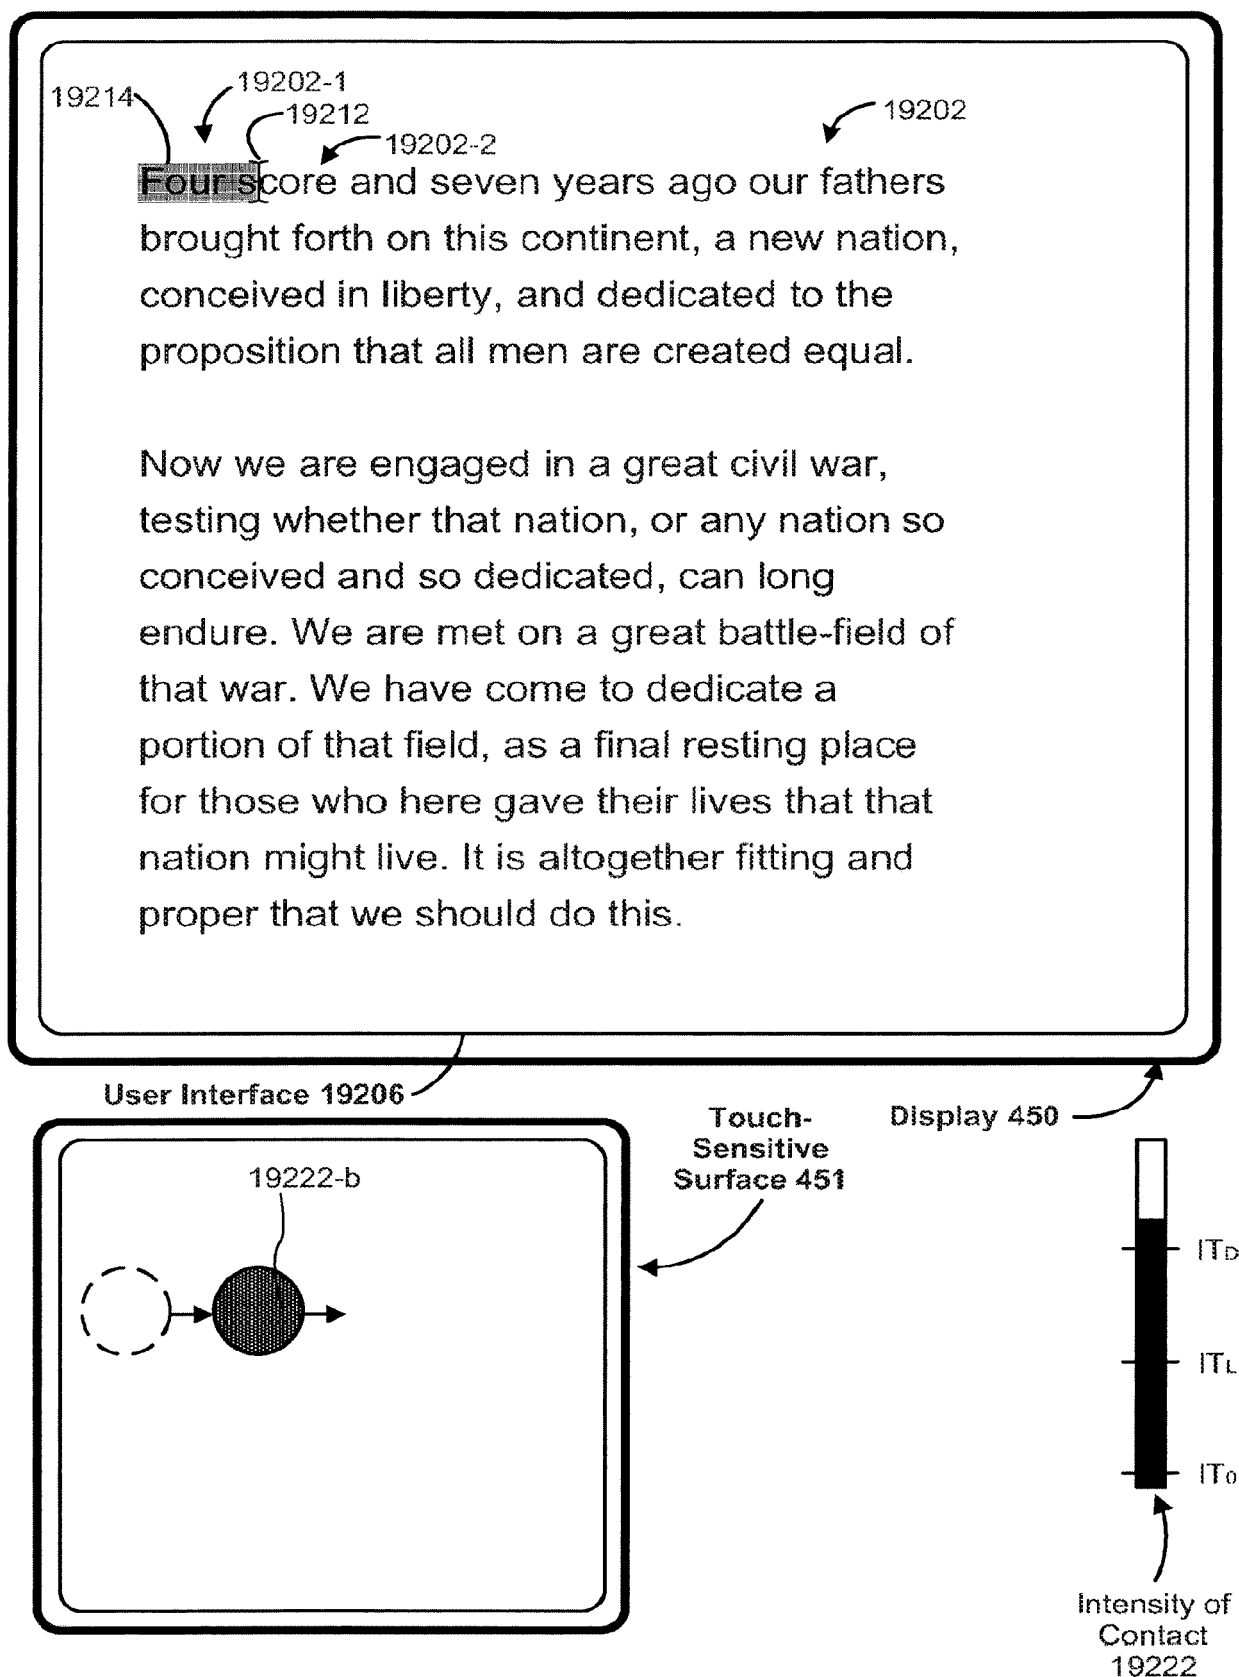 19202-1
19214
19212
19202
19202-2
Four score and seven years ago our fathers
brought forth on this continent, a new nation,
conceived in liberty, and dedicated to the
proposition that all men are created equal.
Now we are engaged in a great civil war,
testing whether that nation, or any nation so
conceived and so dedicated, can long
endure. We are met on a great battle-field of
that war. We have come to dedicate a
portion of that field, as a final resting place
for those who here gave their lives that that
nation might live. It is altogether fitting and
proper that we should do this.
User Interface 19206
Touch-
Sensitive
Surface 451
Display 450
19222-b
ITD
ITL
IT0
Intensity of
Contact
19222